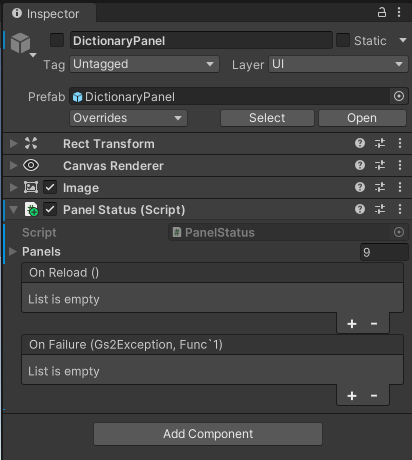 Inspector
DictionaryPanel Static
Tag Untagged Layer UI
Prefab DictionaryPanel
Overrides Select Open
Rect Transform
Canvas Renderer
Image
Panel Status (Script)
Script PanelStatus
Panels 9
On Reload ()
List is empty
+ -
On Failure (Gs2Exception, Func`1)
List is empty
+ -
Add Component